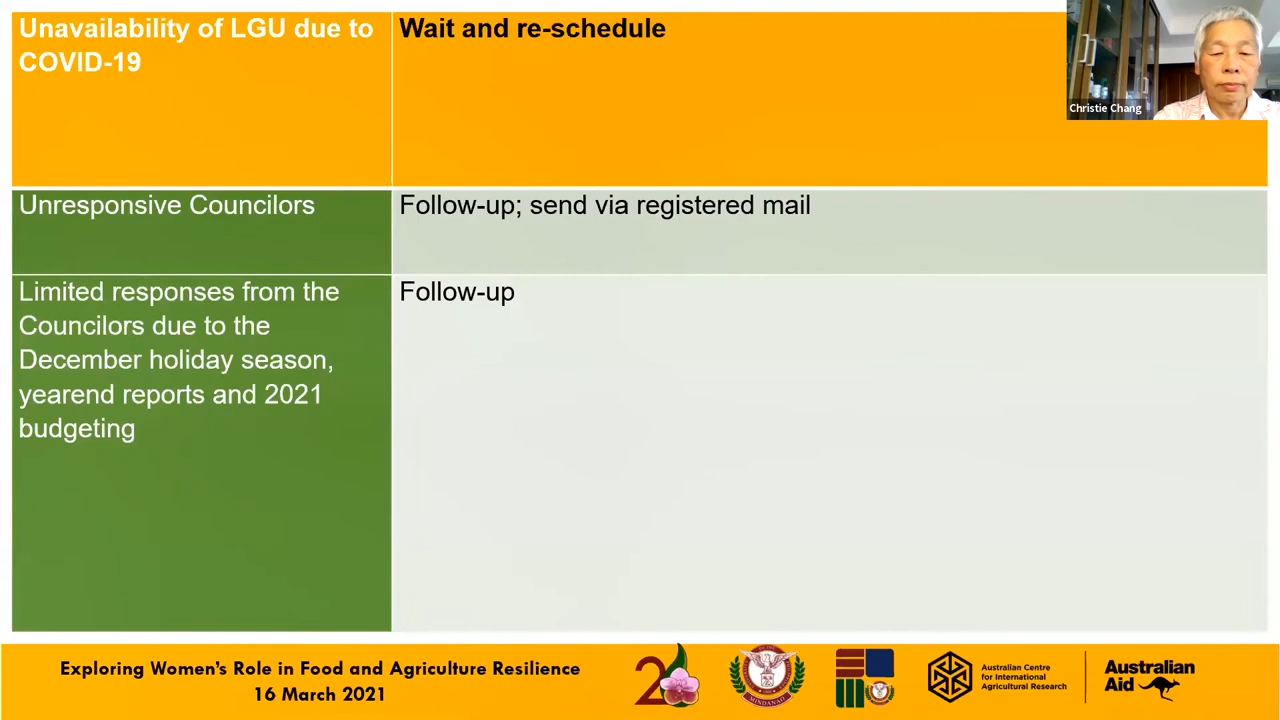 Unavailability of LGU due to
COVID-19
Wait and re-schedule
Christie Chang
Unresponsive Councilors
Follow-up; send via registered mail
Limited responses from the
Councilors due to the
December holiday season,
yearend reports and 2021
budgeting
Follow-up
Exploring Women's Role in Food and Agriculture Resilience
16 March 2021
MINDANAO
Australian Centre
for International
Agricultural Research
Australian
Aid